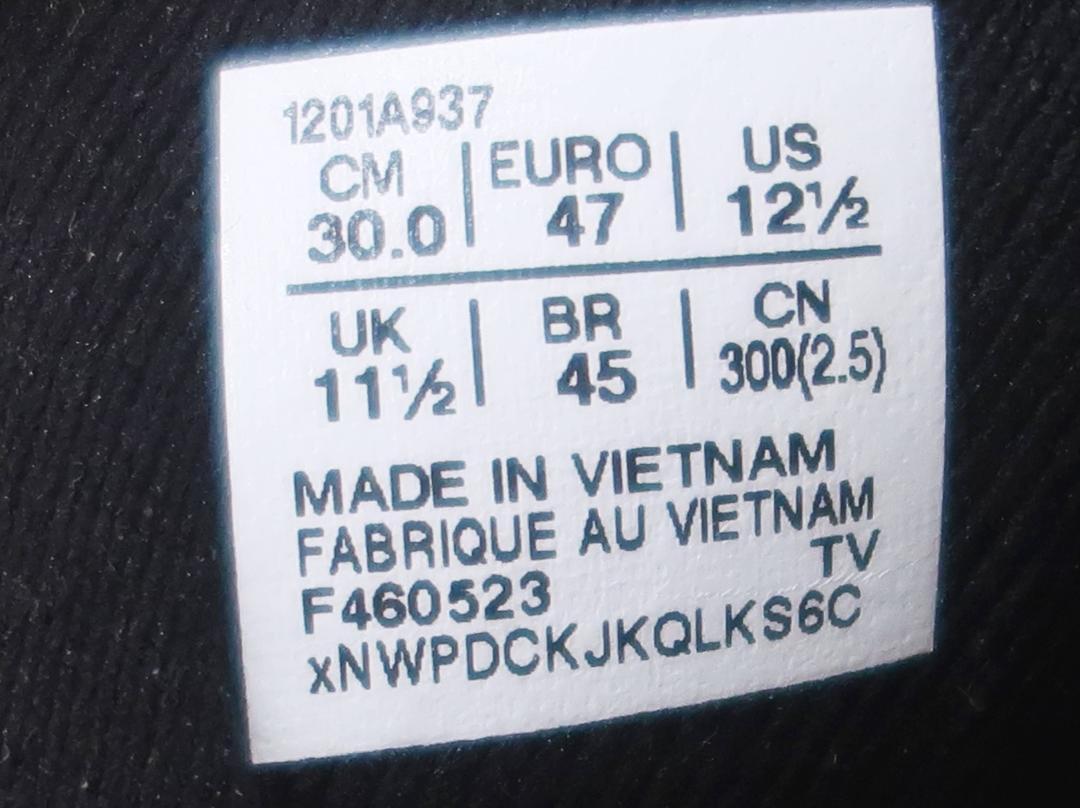 1201A937
CM | EURO | US
30.0 | 47 | 12½
UK | BR | CN
11½ | 45 | 300(2.5)
MADE IN VIETNAM
FABRIQUE AU VIETNAM
F460523 TV
xNWPDCKJKQLKS6C